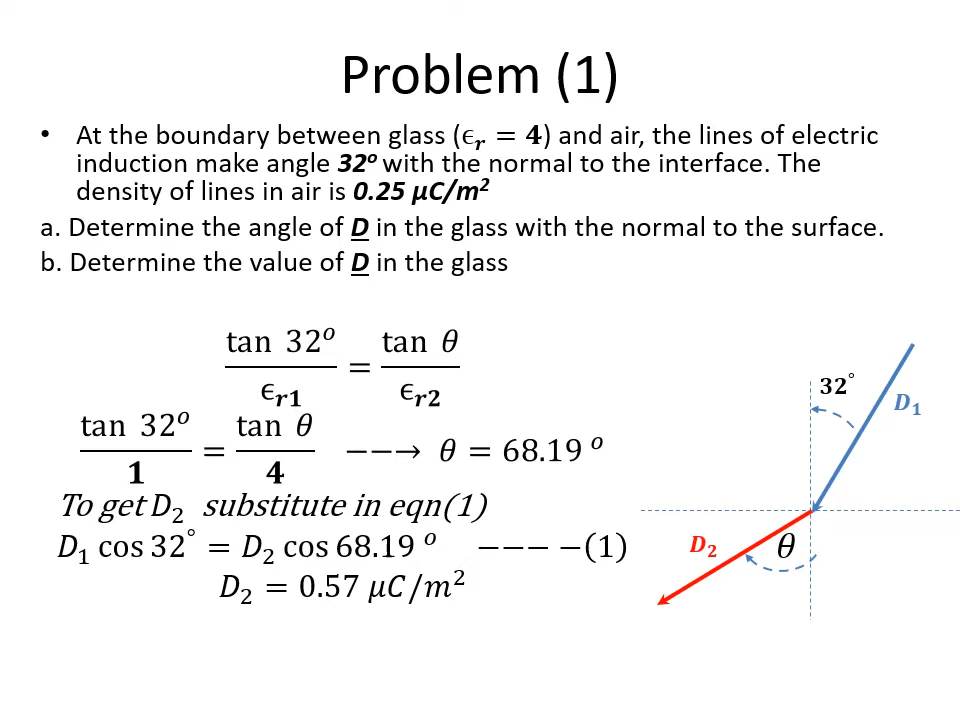 Problem (1)
• At the boundary between glass (ϵ_r = 4) and air, the lines of electric
induction make angle 32º with the normal to the interface. The
density of lines in air is 0.25 µC/m²
a. Determine the angle of D in the glass with the normal to the surface.
b. Determine the value of D in the glass
tan 32^o / ϵ_r1 = tan θ / ϵ_r2
tan 32^o / 1 = tan θ / 4 −−→ θ = 68.19 ^o
To get D₂ substitute in eqn(1)
D₁ cos 32° = D₂ cos 68.19 ^o −−− −(1)
D₂ = 0.57 μC/m²
32°
D₁
D₂
θ